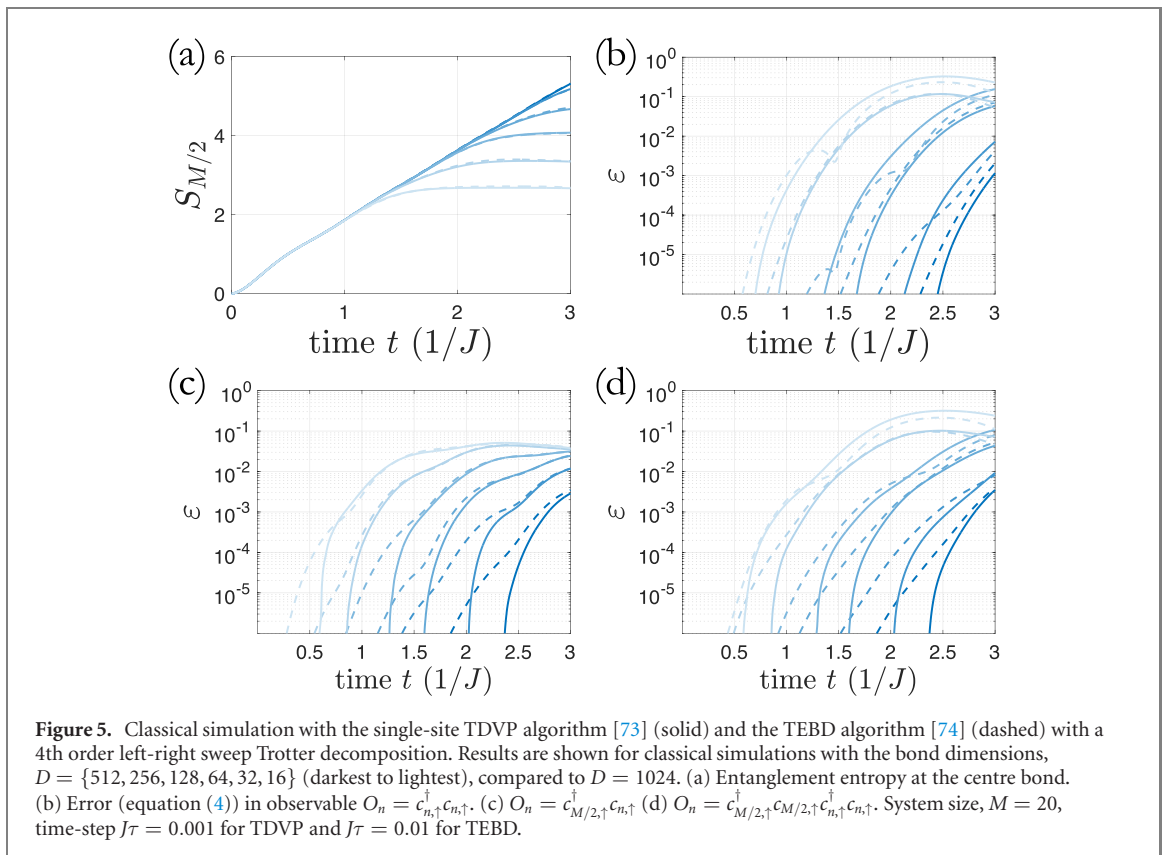 (a)
6
4
2
0
S_{M/2}
0 1 2 3
time t (1/J)
(b)
10^0
10^-1
10^-2
10^-3
10^-4
10^-5
ε
0.5 1 1.5 2 2.5 3
time t (1/J)
(c)
10^0
10^-1
10^-2
10^-3
10^-4
10^-5
ε
0.5 1 1.5 2 2.5 3
time t (1/J)
(d)
10^0
10^-1
10^-2
10^-3
10^-4
10^-5
ε
0.5 1 1.5 2 2.5 3
time t (1/J)
Figure 5. Classical simulation with the single-site TDVP algorithm [73] (solid) and the TEBD algorithm [74] (dashed) with a
4th order left-right sweep Trotter decomposition. Results are shown for classical simulations with the bond dimensions,
D = {512, 256, 128, 64, 32, 16} (darkest to lightest), compared to D = 1024. (a) Entanglement entropy at the centre bond.
(b) Error (equation (4)) in observable O_n = c^†_{n,↑}c_{n,↑}. (c) O_n = c^†_{M/2,↑}c_{n,↑} (d) O_n = c^†_{M/2,↑}c_{M/2,↑}c^†_{n,↑}c_{n,↑}. System size, M = 20,
time-step Jτ = 0.001 for TDVP and Jτ = 0.01 for TEBD.